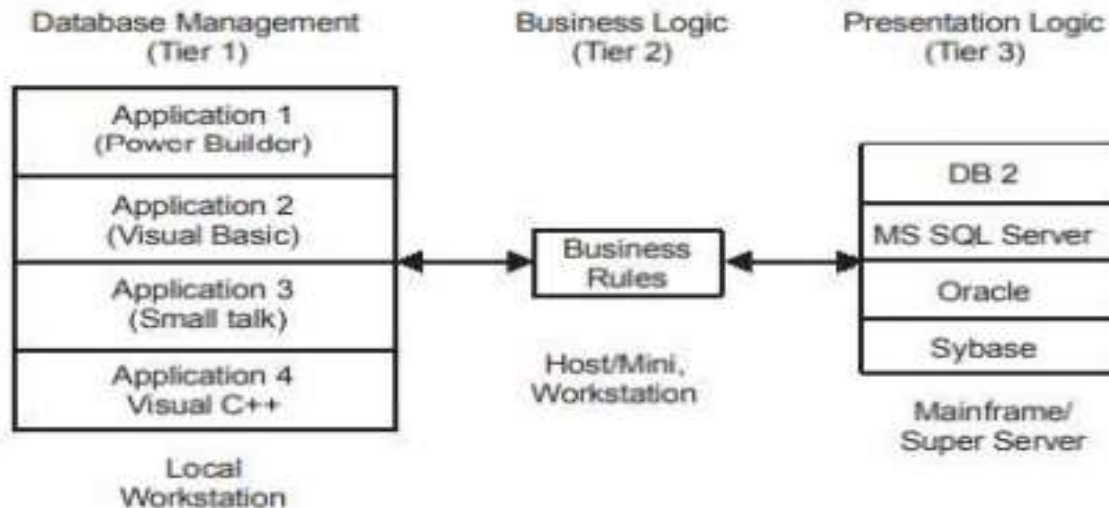 Database Management
(Tier 1)
Business Logic
(Tier 2)
Presentation Logic
(Tier 3)
Application 1
(Power Builder)
Application 2
(Visual Basic)
Application 3
(Small talk)
Application 4
Visual C++
Local
Workstation
Business
Rules
Host/Mini,
Workstation
DB 2
MS SQL Server
Oracle
Sybase
Mainframe/
Super Server